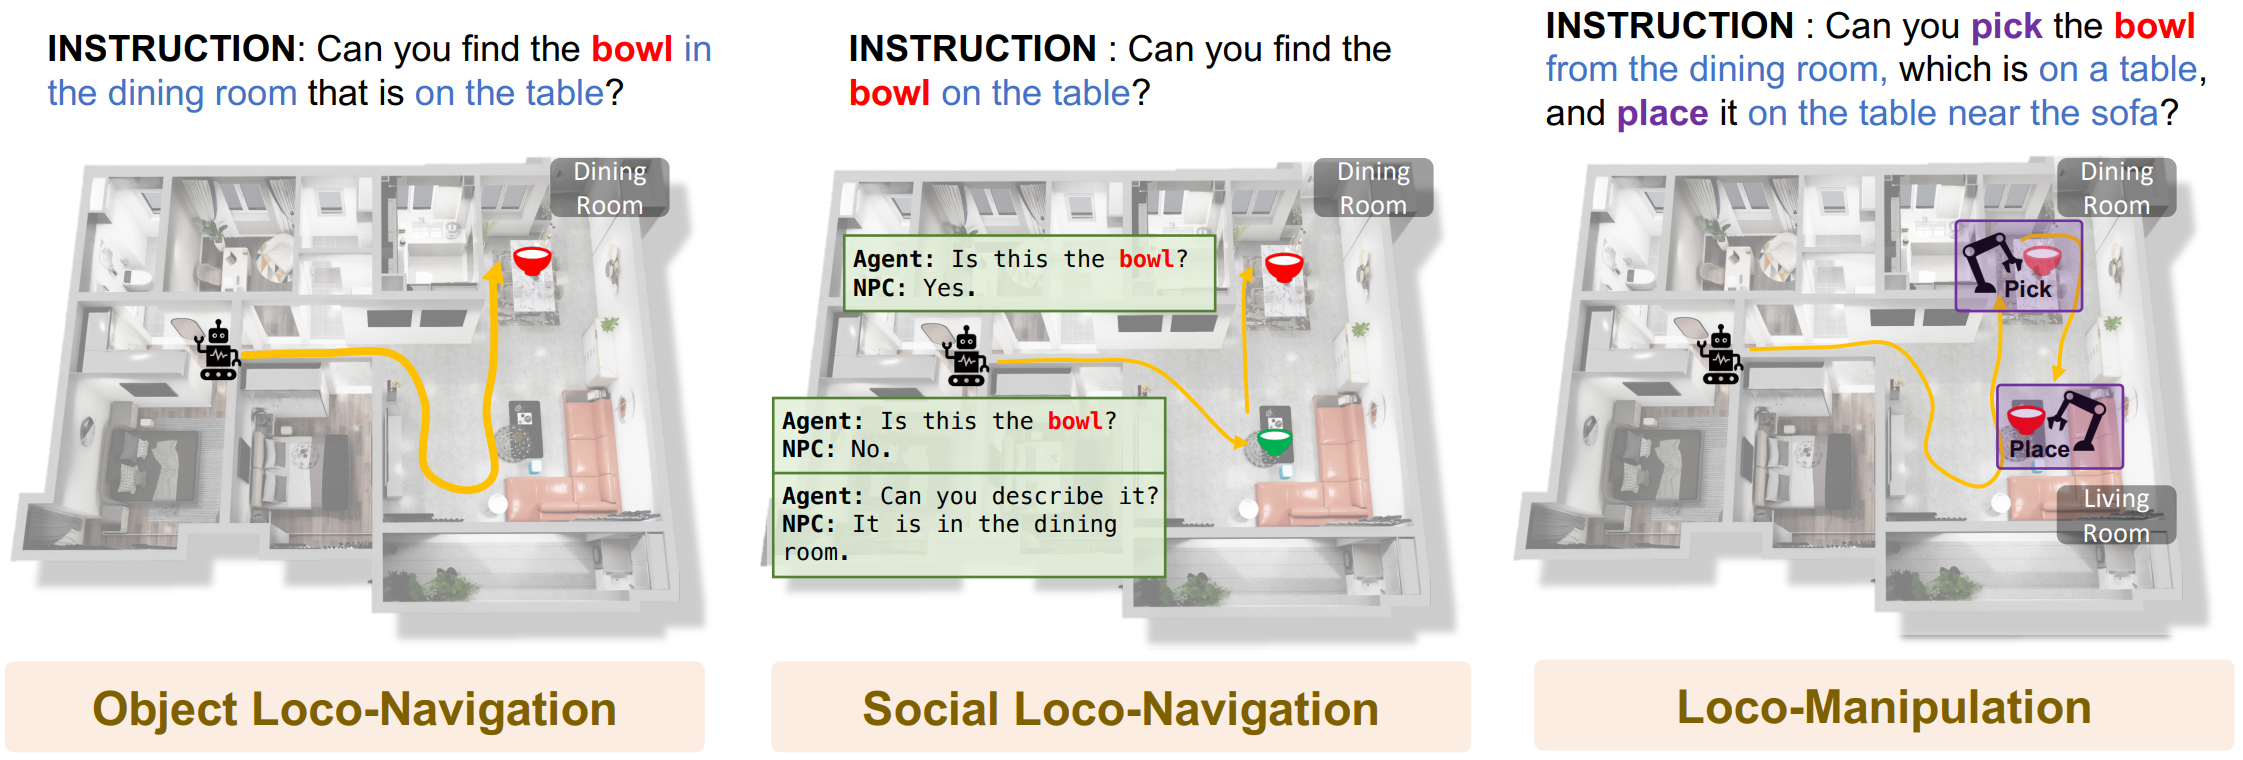 INSTRUCTION: Can you find the bowl in
the dining room that is on the table?
Dining
Room
Object Loco-Navigation
INSTRUCTION : Can you find the
bowl on the table?
Dining
Room
Agent: Is this the bowl?
NPC: Yes.
Agent: Is this the bowl?
NPC: No.
Agent: Can you describe it?
NPC: It is in the dining
room.
Social Loco-Navigation
INSTRUCTION : Can you pick the bowl
from the dining room, which is on a table,
and place it on the table near the sofa?
Dining
Room
Pick
Place
Living
Room
Loco-Manipulation